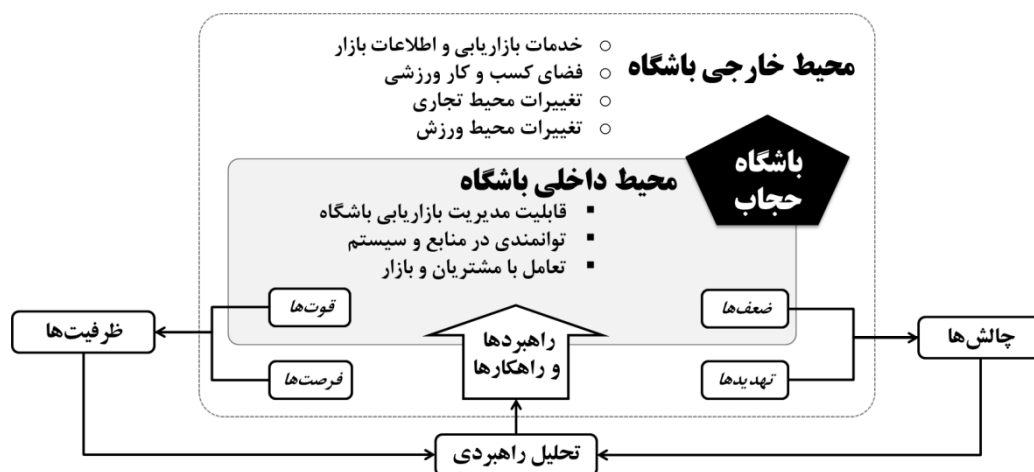 محیط خارجی باشگاه
○ خدمات بازاریابی و اطلاعات بازار
○ فضای کسب و کار ورزشی
○ تغییرات محیط تجاری
○ تغییرات محیط ورزش
باشگاه
حجاب
محیط داخلی باشگاه
▪ قابلیت مدیریت بازاریابی باشگاه
▪ توانمندی در منابع و سیستم
▪ تعامل با مشتریان و بازار
ضعف‌ها
قوت‌ها
چالش‌ها
راهبردها
و راهکارها
ظرفیت‌ها
تهدیدها
فرصت‌ها
تحلیل راهبردی